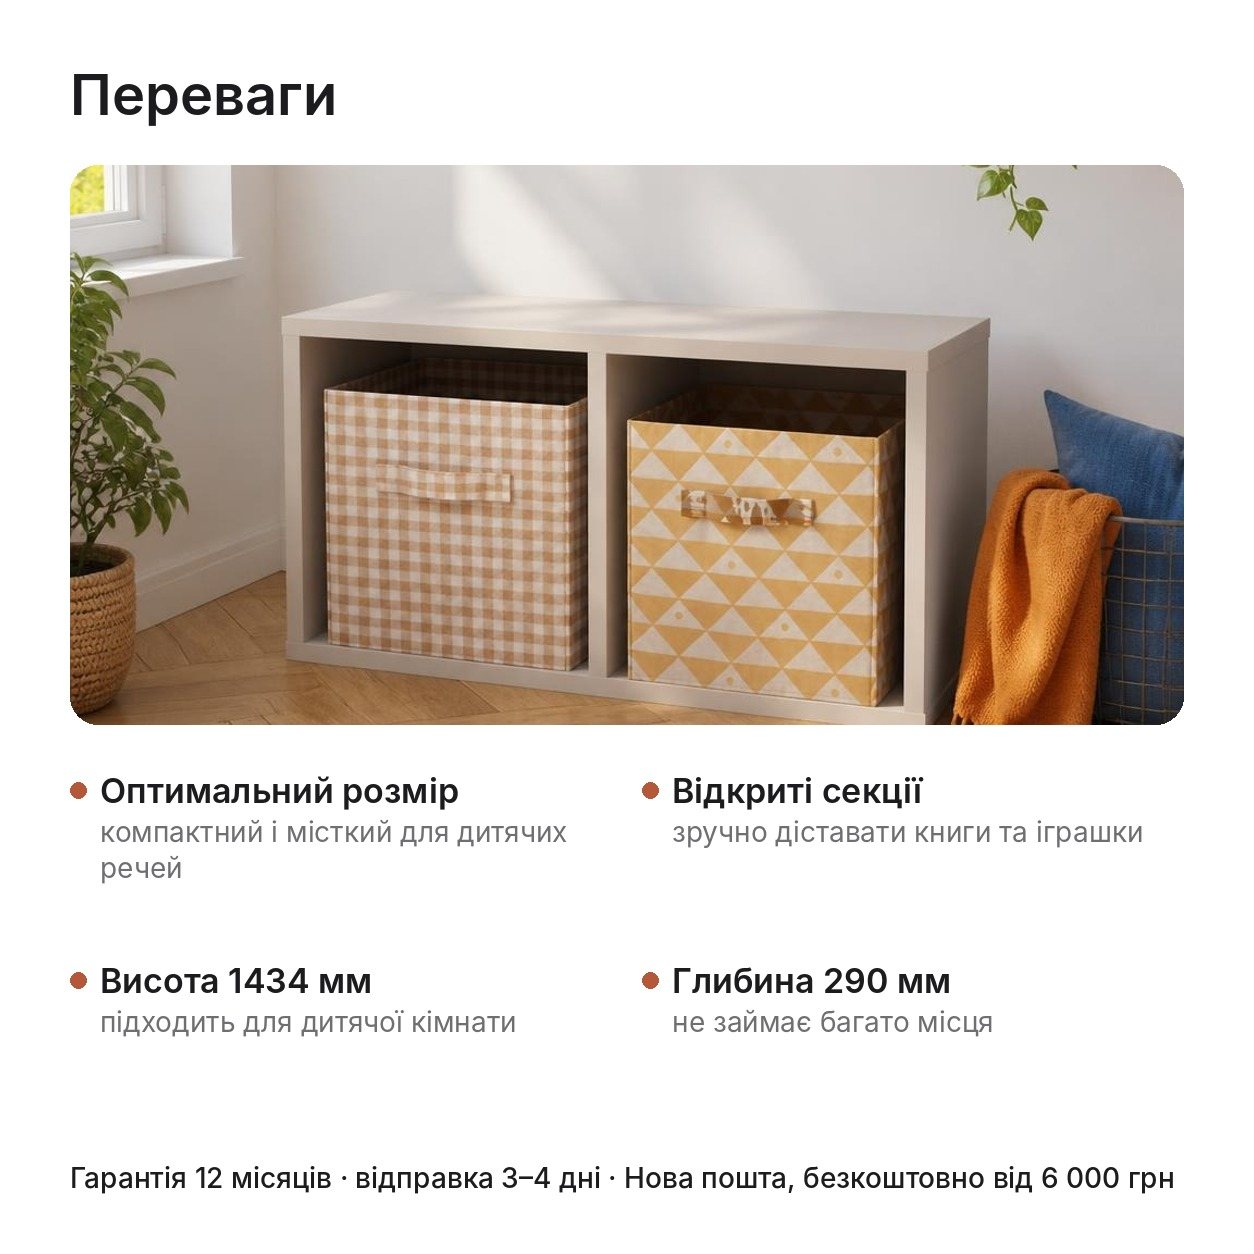 Переваги
Оптимальний розмір
компактний і місткий для дитячих
речей
Відкриті секції
зручно діставати книги та іграшки
Висота 1434 мм
підходить для дитячої кімнати
Глибина 290 мм
не займає багато місця
Гарантія 12 місяців · відправка 3–4 дні · Нова пошта, безкоштовно від 6 000 грн